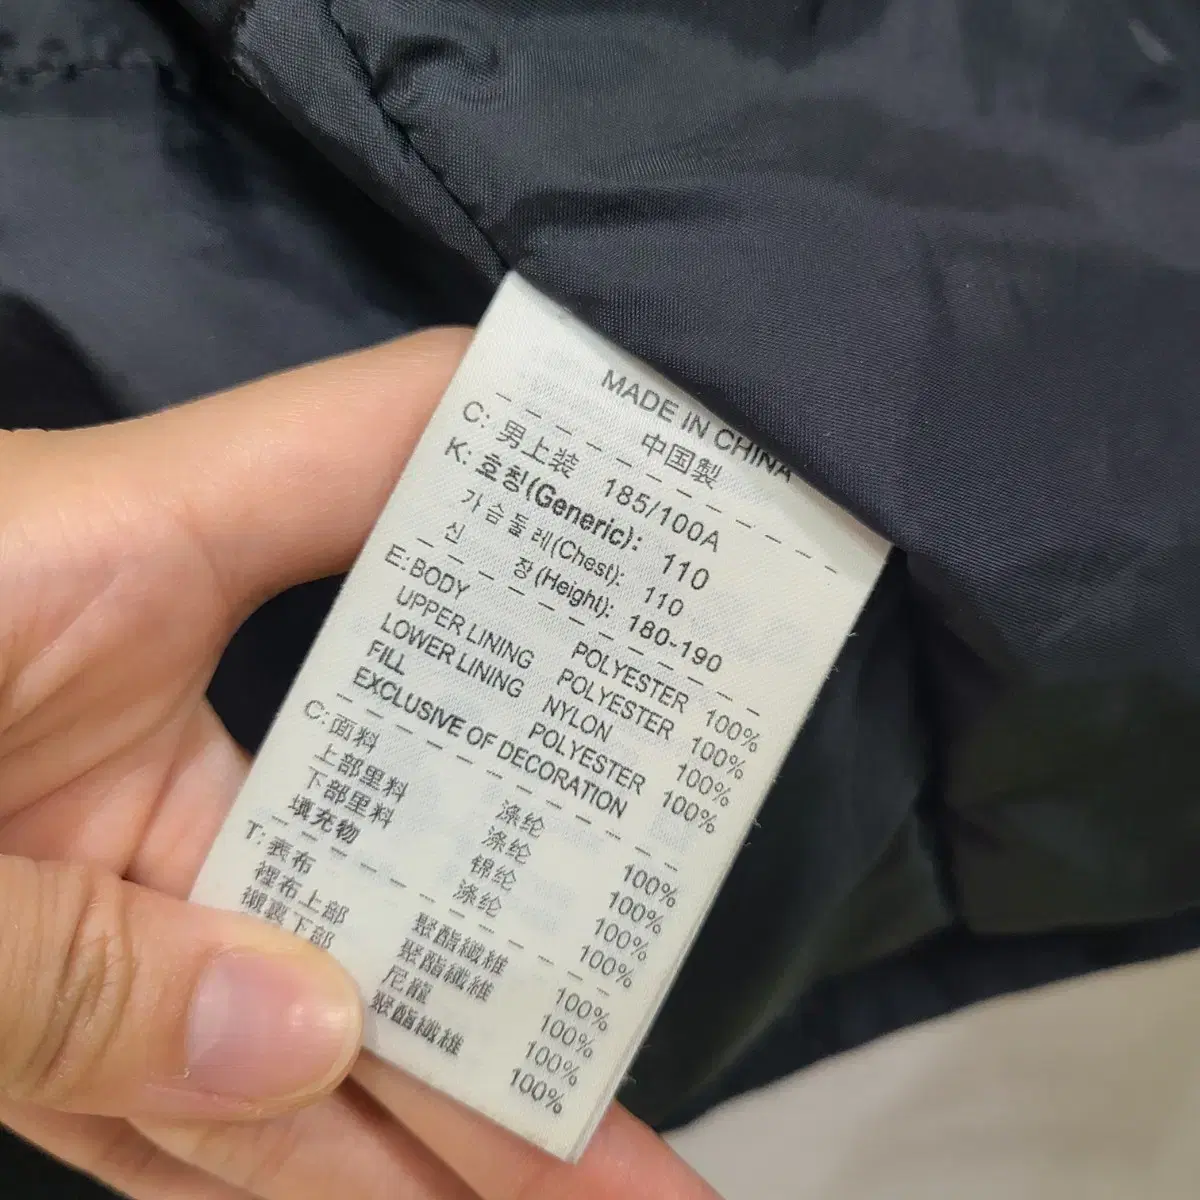 MADE IN CHINA
中国製
C: 男上装 185/100A
K: 호칭(Generic): 110
가슴둘레(Chest): 110
신 장(Height): 180~190
E: BODY POLYESTER 100%
UPPER LINING POLYESTER 100%
LOWER LINING NYLON 100%
FILL POLYESTER 100%
EXCLUSIVE OF DECORATION
C: 面料 涤纶 100%
上部里料 涤纶 100%
下部里料 锦纶 100%
填充物 涤纶 100%
T: 表布 聚酯纖維 100%
裡布上部 聚酯纖維 100%
下部 尼龍 100%
聚酯纖維 100%